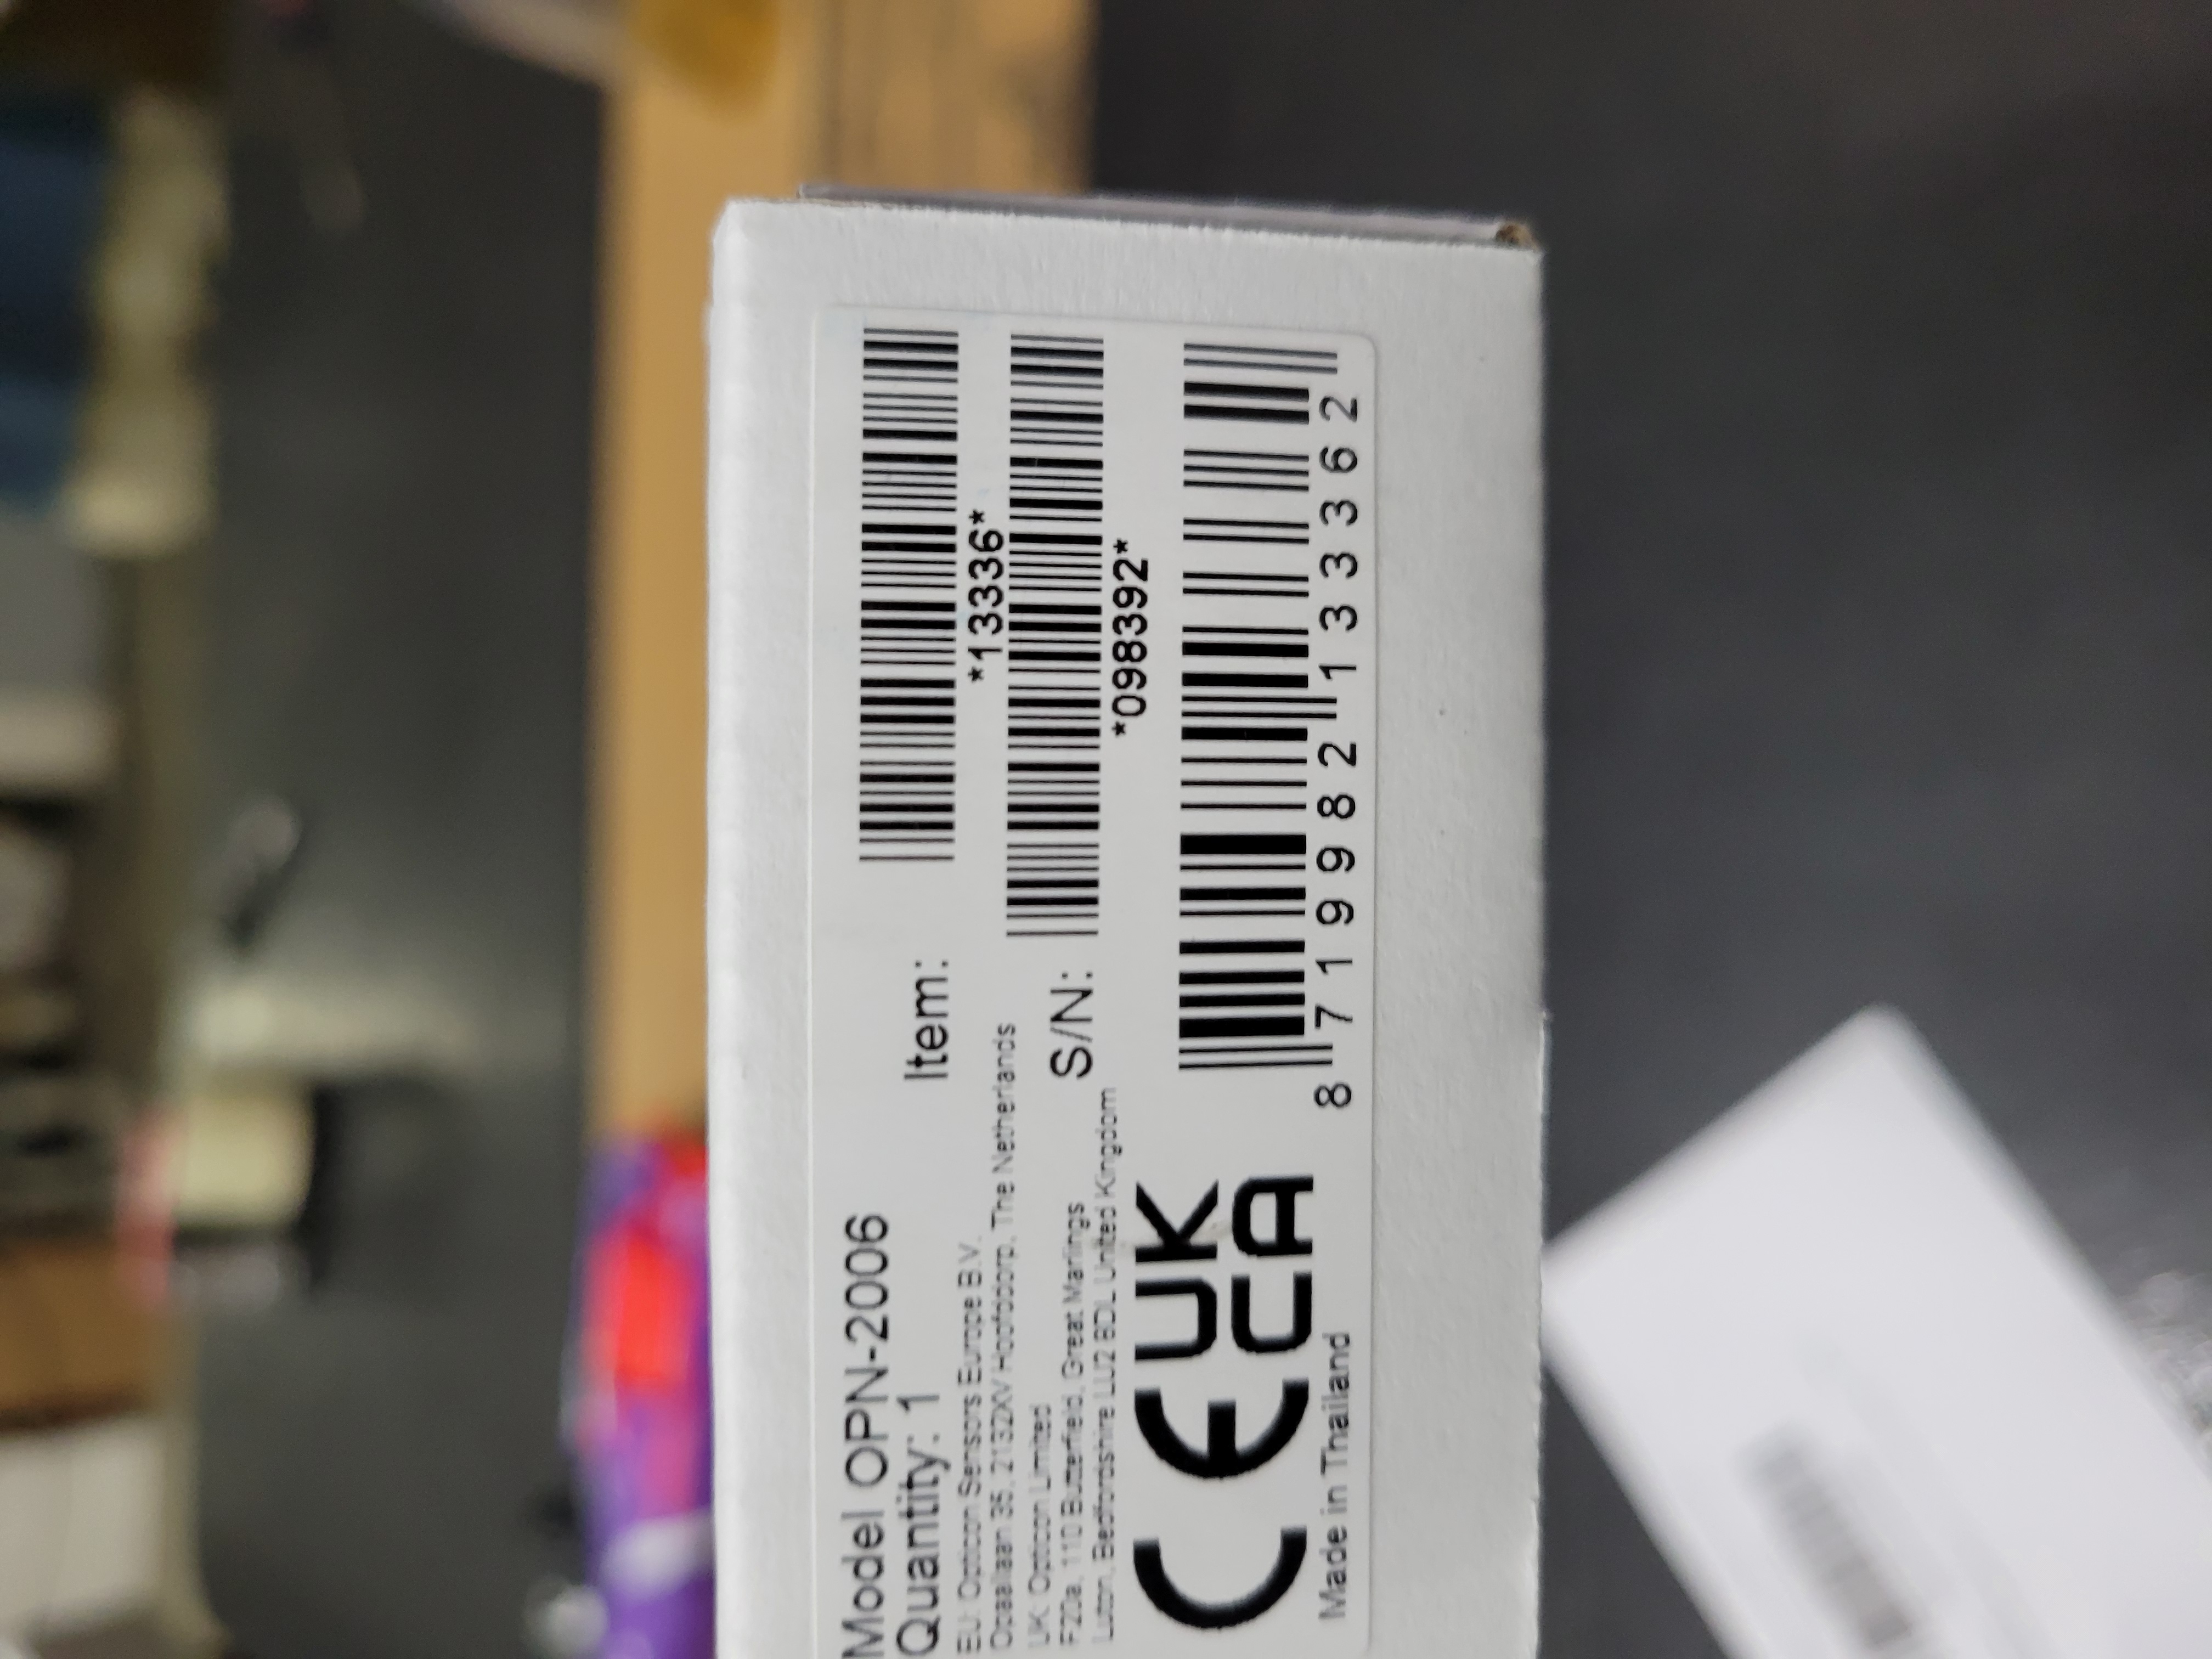 Model OPN-2006
Quantity: 1
EU: Opticon Sensors Europe B.V.
Opaallaan 35, 2132XV Hoofddorp, The Netherlands
UK: Opticon Limited
F20a, 110 Butterfield, Great Marlings
Luton, Bedfordshire LU2 8DL United Kingdom
CE UK
CA
Made in Thailand
Item:
*13336*
S/N:
*098392*
8 719982 133362